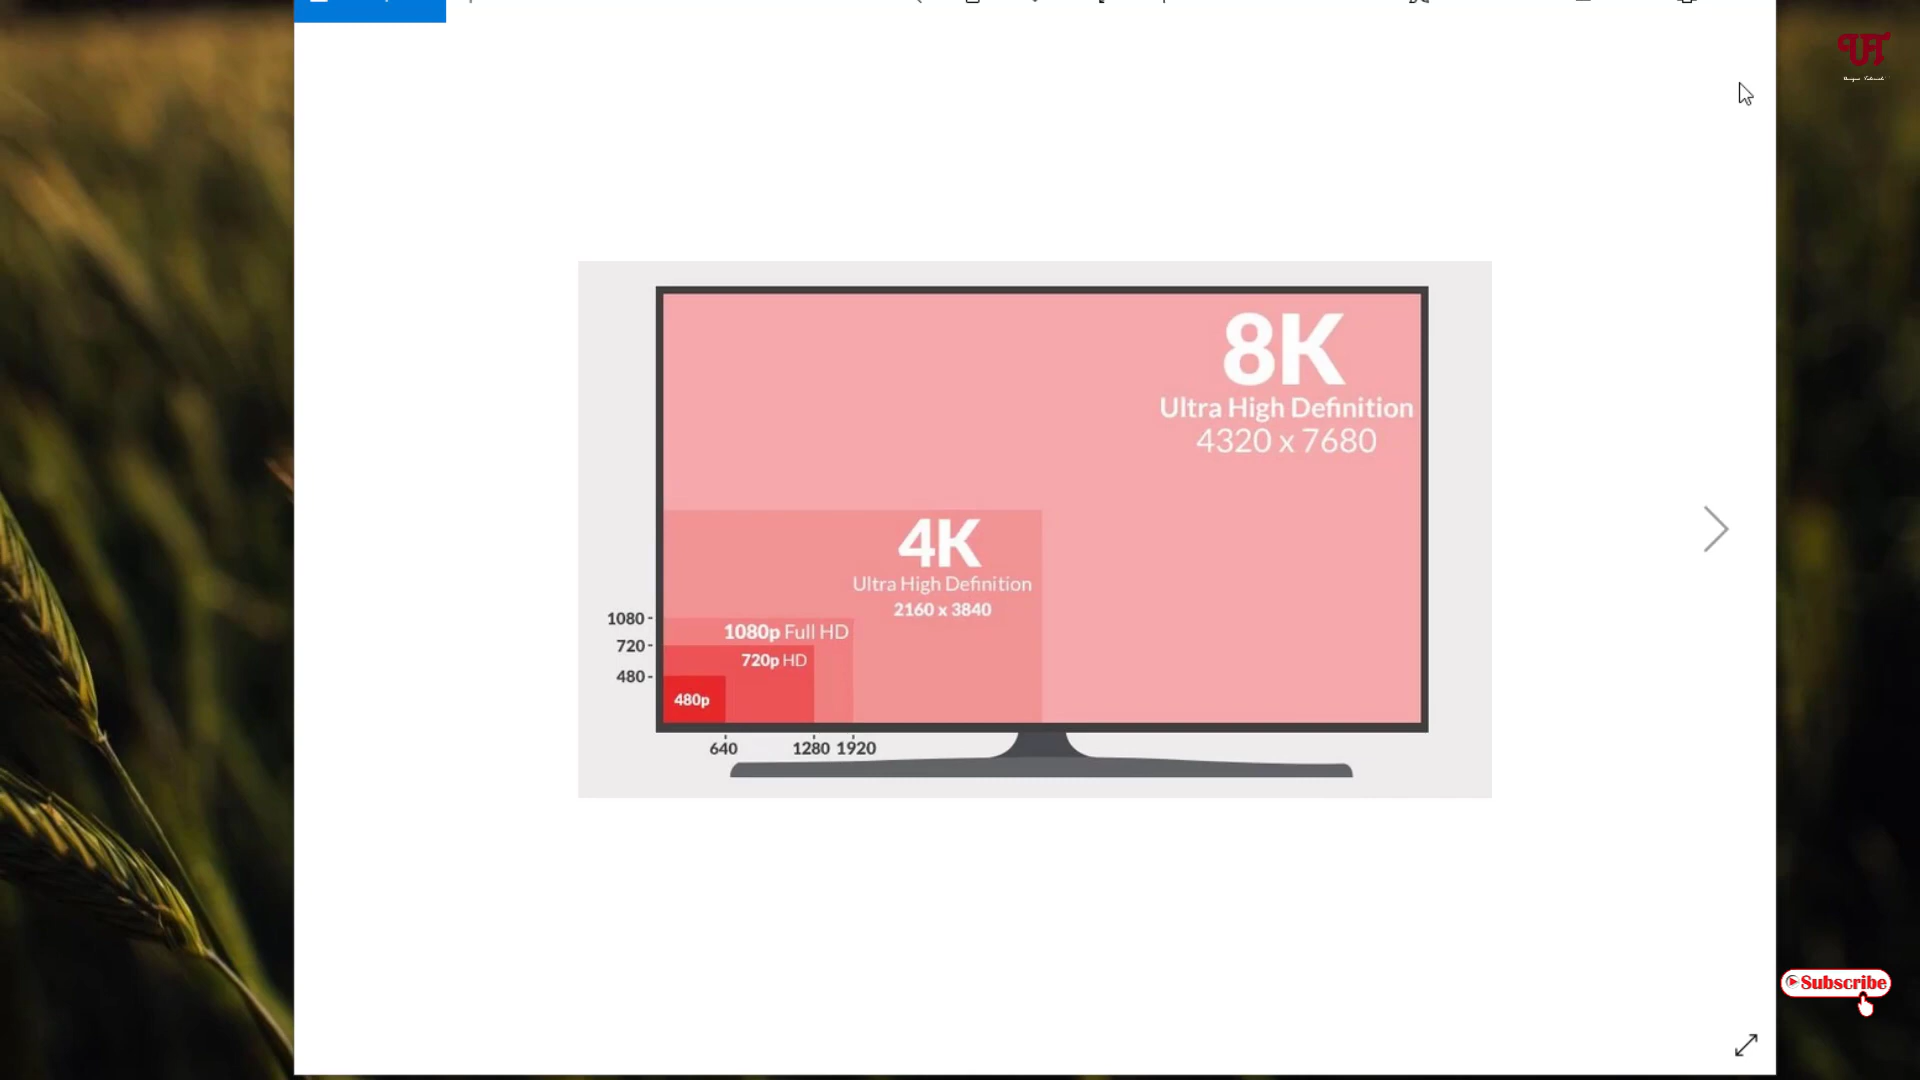 8K
Ultra High Definition
4320 x 7680
4K
Ultra High Definition
2160 x 3840
1080p Full HD
720p HD
480p
1080 -
720 -
480 -
640
1280 1920
Subscribe